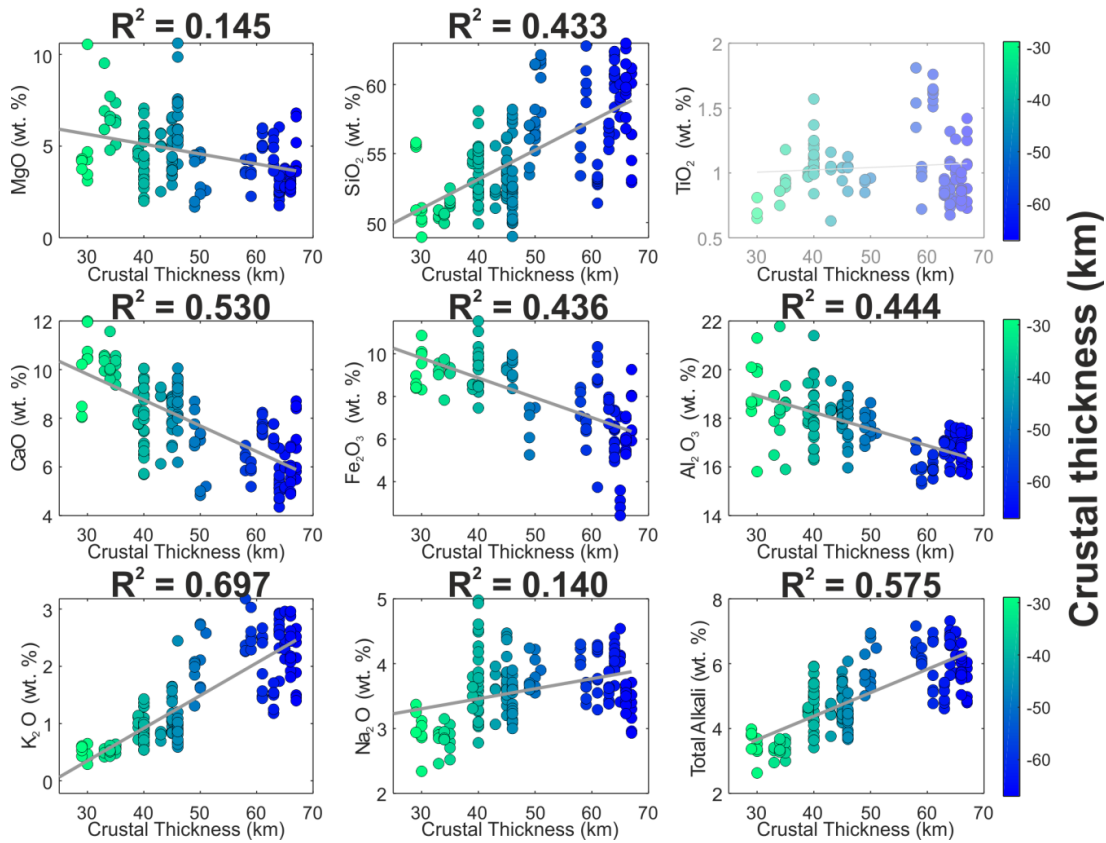 R² = 0.145
R² = 0.433
10
5
0
MgO (wt. %)
30 40 50 60 70
Crustal Thickness (km)
60
55
50
SiO₂ (wt. %)
30 40 50 60 70
Crustal Thickness (km)
2
1.5
1
0.5
TiO₂ (wt. %)
30 40 50 60 70
Crustal Thickness (km)
-30
-40
-50
-60
R² = 0.530
R² = 0.436
R² = 0.444
12
10
8
6
4
CaO (wt. %)
30 40 50 60 70
Crustal Thickness (km)
10
8
6
4
Fe₂O₃ (wt. %)
30 40 50 60 70
Crustal Thickness (km)
22
20
18
16
14
Al₂O₃ (wt. %)
30 40 50 60 70
Crustal Thickness (km)
-30
-40
-50
-60
R² = 0.697
R² = 0.140
R² = 0.575
3
2
1
0
K₂O (wt. %)
30 40 50 60 70
Crustal Thickness (km)
5
4
3
2
Na₂O (wt. %)
30 40 50 60 70
Crustal Thickness (km)
8
6
4
2
Total Alkali (wt. %)
30 40 50 60 70
Crustal Thickness (km)
-30
-40
-50
-60
Crustal thickness (km)